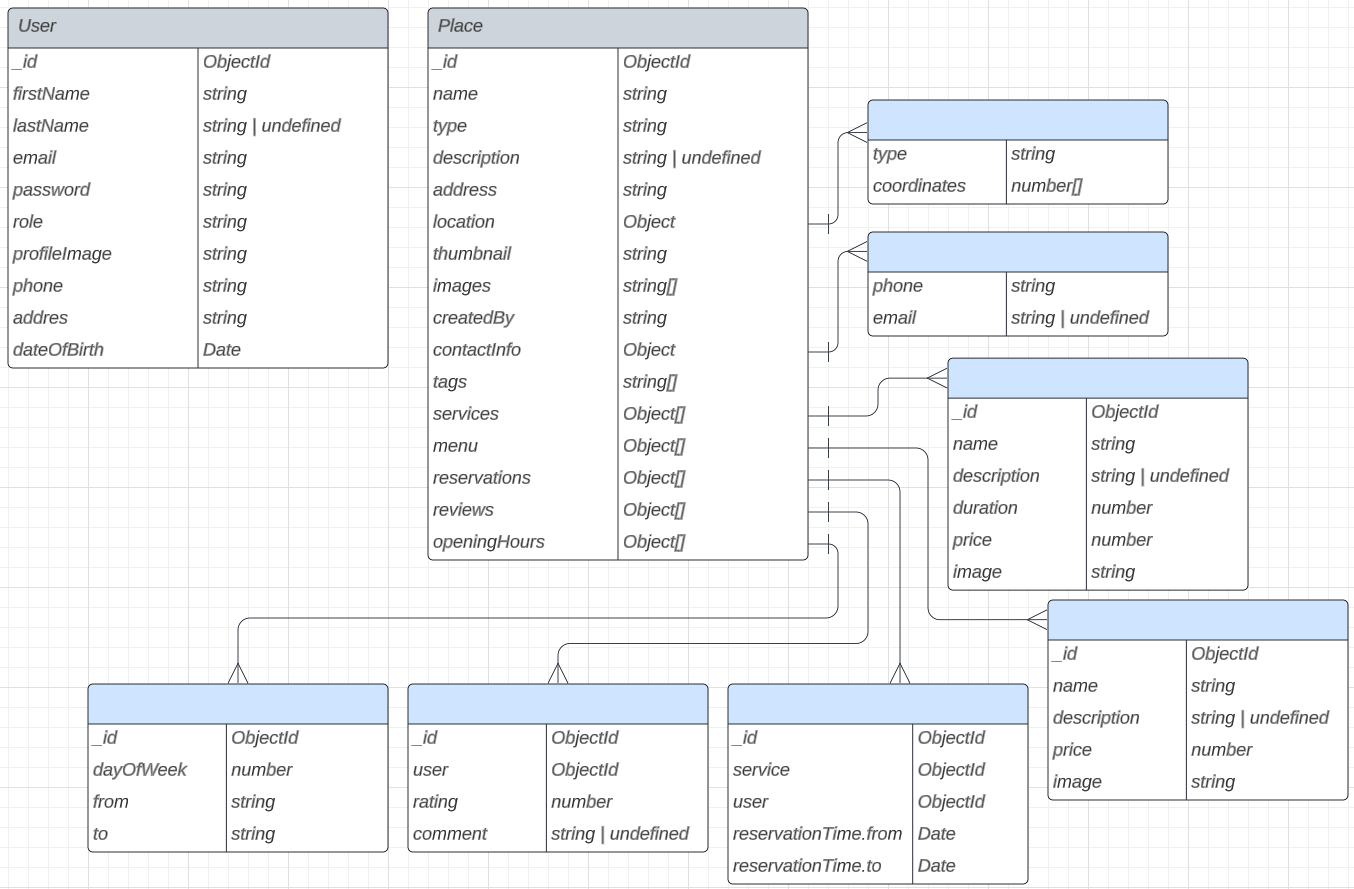 User
_id ObjectId
firstName string
lastName string | undefined
email string
password string
role string
profileImage string
phone string
addres string
dateOfBirth Date
Place
_id ObjectId
name string
type string
description string | undefined
address string
location Object
thumbnail string
images string[]
createdBy string
contactInfo Object
tags string[]
services Object[]
menu Object[]
reservations Object[]
reviews Object[]
openingHours Object[]
type string
coordinates number[]
phone string
email string | undefined
_id ObjectId
name string
description string | undefined
duration number
price number
image string
_id ObjectId
name string
description string | undefined
price number
image string
_id ObjectId
dayOfWeek number
from string
to string
_id ObjectId
user ObjectId
rating number
comment string | undefined
_id ObjectId
service ObjectId
user ObjectId
reservationTime.from Date
reservationTime.to Date